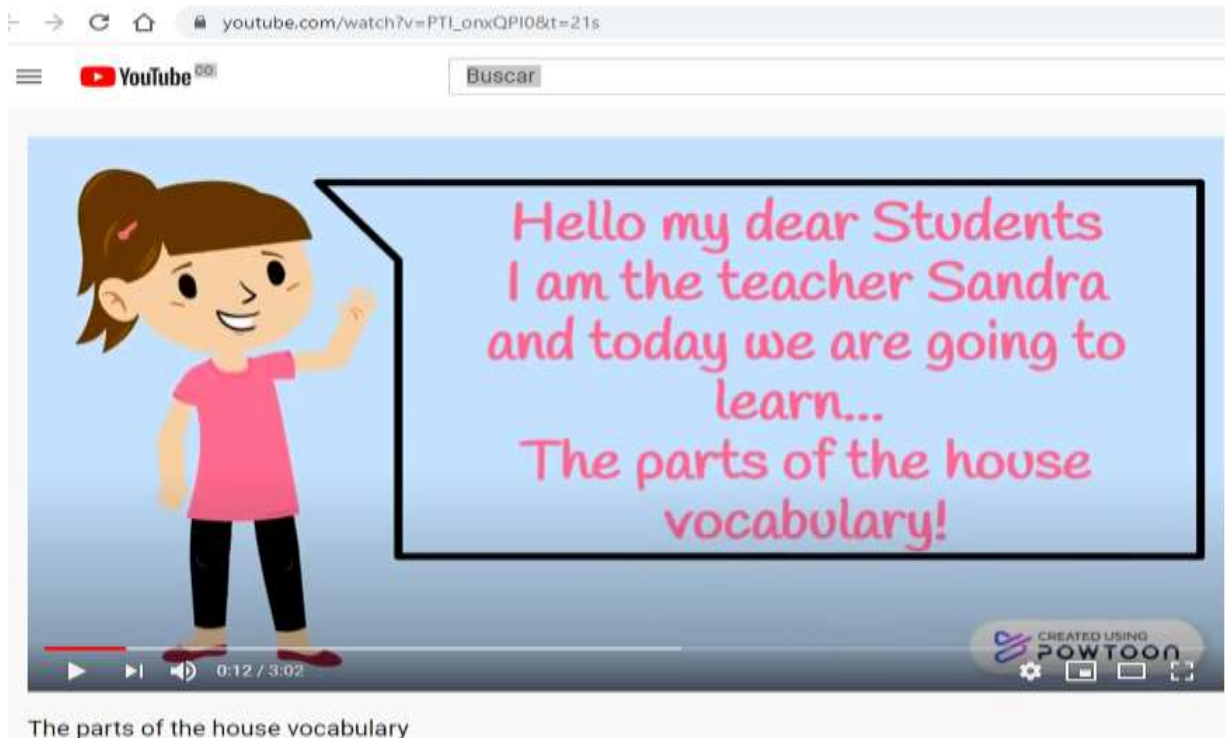 youtube.com/watch?v=PTI_onxQPI0&t=21s
YouTube CO
Buscar
Hello my dear Students
I am the teacher Sandra
and today we are going to
learn...
The parts of the house
vocabulary!
CREATED USING
POWTOON
0:12 / 3:02
The parts of the house vocabulary